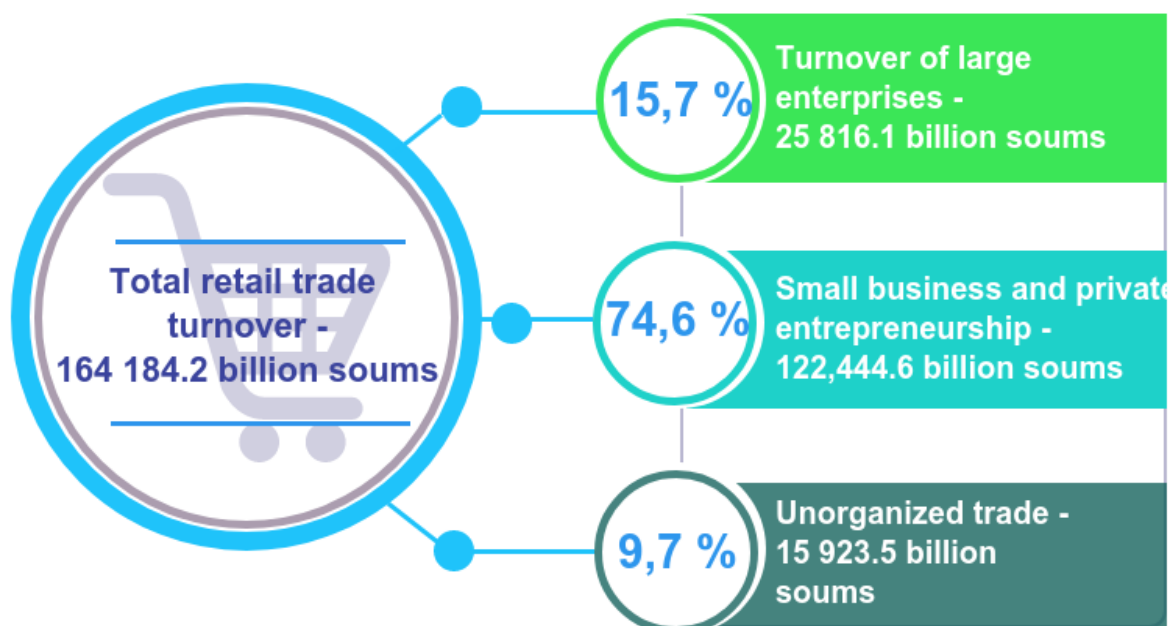 Total retail trade
turnover -
164 184.2 billion soums
15,7 %
Turnover of large
enterprises -
25 816.1 billion soums
74,6 %
Small business and private
entrepreneurship -
122,444.6 billion soums
9,7 %
Unorganized trade -
15 923.5 billion
soums